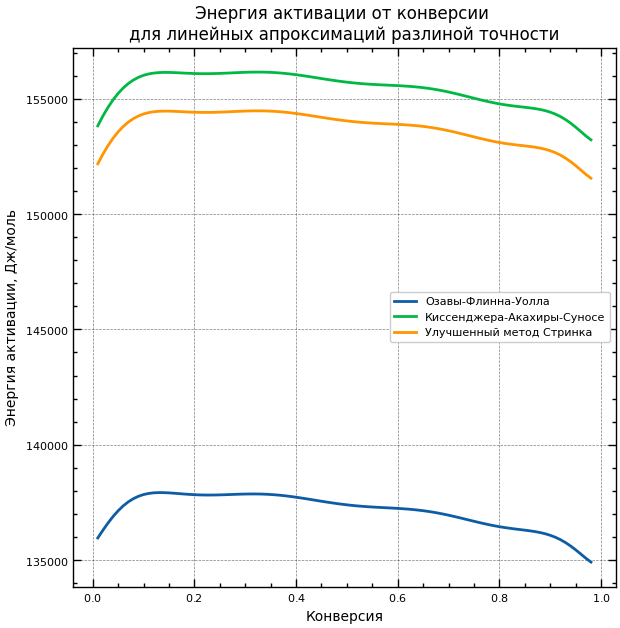 Энергия активации от конверсии
для линейных апроксимаций разлиной точности
Энергия активации, Дж/моль
155000
150000
145000
140000
135000
Озавы-Флинна-Уолла
Киссенджера-Акахиры-Суносе
Улучшенный метод Стринка
0.0 0.2 0.4 0.6 0.8 1.0
Конверсия